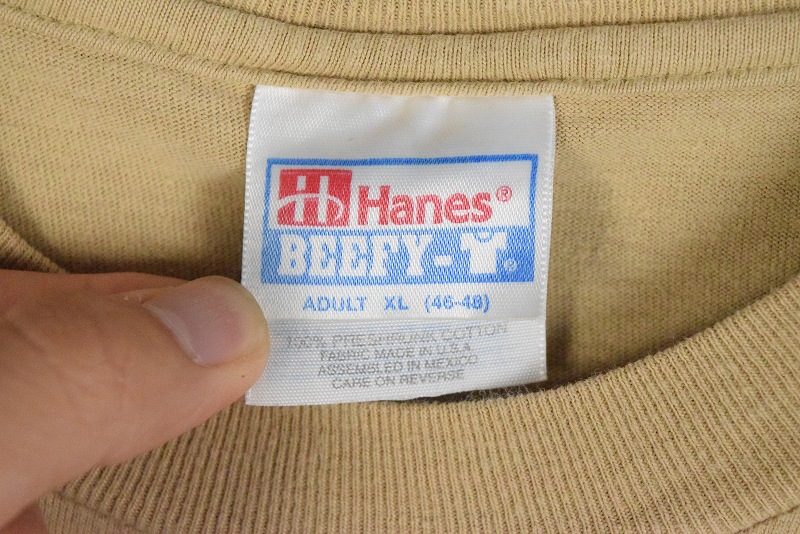 Hanes®
BEEFY-T®
ADULT XL (46-48)
100% PRESHRUNK COTTON
FABRIC MADE IN U.S.A
ASSEMBLED IN MEXICO
CARE ON REVERSE